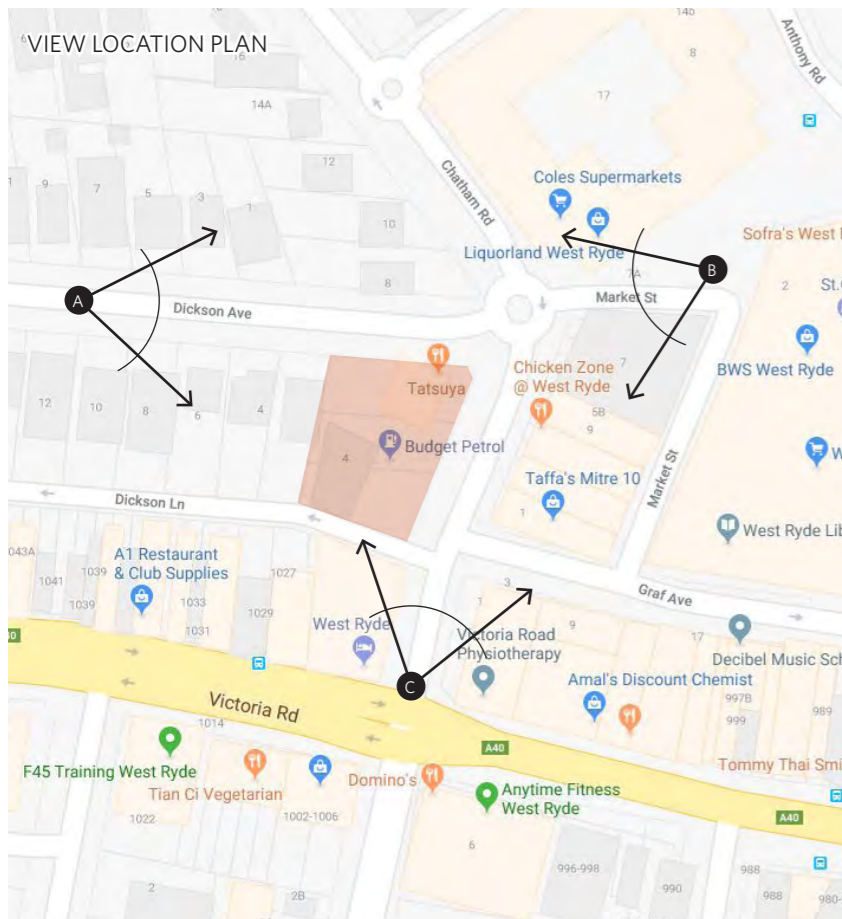 VIEW LOCATION PLAN
14b
8
Anthony Rd
16
14A
17
12
Chatham Rd
9
7
5
3
1
10
Coles Supermarkets
Liquorland West Ryde
Sofra's West
A
8
7A
B
Dickson Ave
Market St
2
St.
7
BWS West Ryde
Tatsuya
Chicken Zone
@ West Ryde
12
10
8
6
4
5B
9
4
Budget Petrol
Market St
W
Taffa's Mitre 10
1
Dickson Ln
West Ryde Lib
1043A
A1 Restaurant
& Club Supplies
1041
1039
1039
1033
1031
1027
1029
3
1
Graf Ave
West Ryde
Victoria Road
Physiotherapy
9
17
Decibel Music Sch
C
Amal's Discount Chemist
997B
999
989
Victoria Rd
1014
A40
F45 Training West Ryde
Tian Ci Vegetarian
Domino's
Anytime Fitness
West Ryde
Tommy Thai Smi
1022
1002-1006
A40
6
996-998
990
988
988
980-
2
2B